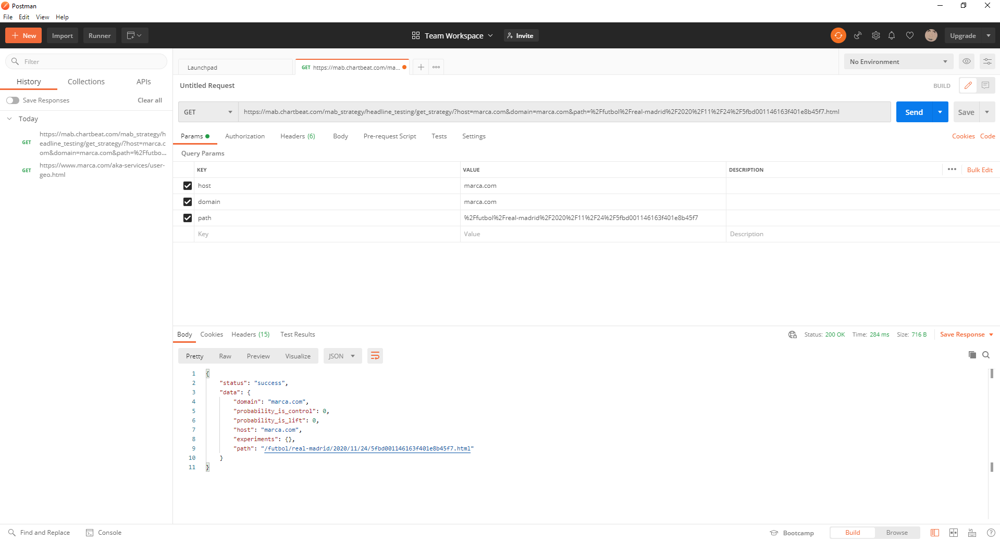 Postman
File Edit View Help
New Import Runner Team Workspace Invite Upgrade
Filter
History Collections APIs
Save Responses Clear all
Today
GET https://mab.chartbeat.com/mab_strategy/h
eadline_testing/get_strategy/?host=marca.c
om&domain=marca.com&path=%2Ffutbo...
GET https://www.marca.com/aka-services/user-
geo.html
Launchpad GET https://mab.chartbeat.com/ma... No Environment
Untitled Request BUILD
GET https://mab.chartbeat.com/mab_strategy/headline_testing/get_strategy/?host=marca.com&domain=marca.com&path=%2Ffutbol%2Freal-madrid%2F2020%2F11%2F24%2F5fbd001146163f401e8b45f7.html Send Save
Params Authorization Headers (6) Body Pre-request Script Tests Settings Cookies Code
Query Params
KEY VALUE DESCRIPTION Bulk Edit
host marca.com
domain marca.com
path %2Ffutbol%2Freal-madrid%2F2020%2F11%2F24%2F5fbd001146163f401e8b45f7
Key Value Description
Body Cookies Headers (15) Test Results Status: 200 OK Time: 284 ms Size: 716 B Save Response
Pretty Raw Preview Visualize JSON
1 {
2 "status": "success",
3 "data": {
4 "domain": "marca.com",
5 "probability_is_control": 0,
6 "probability_is_lift": 0,
7 "host": "marca.com",
8 "experiments": {},
9 "path": "/futbol/real-madrid/2020/11/24/5fbd001146163f401e8b45f7.html"
10 }
11 }
Find and Replace Console Bootcamp Build Browse